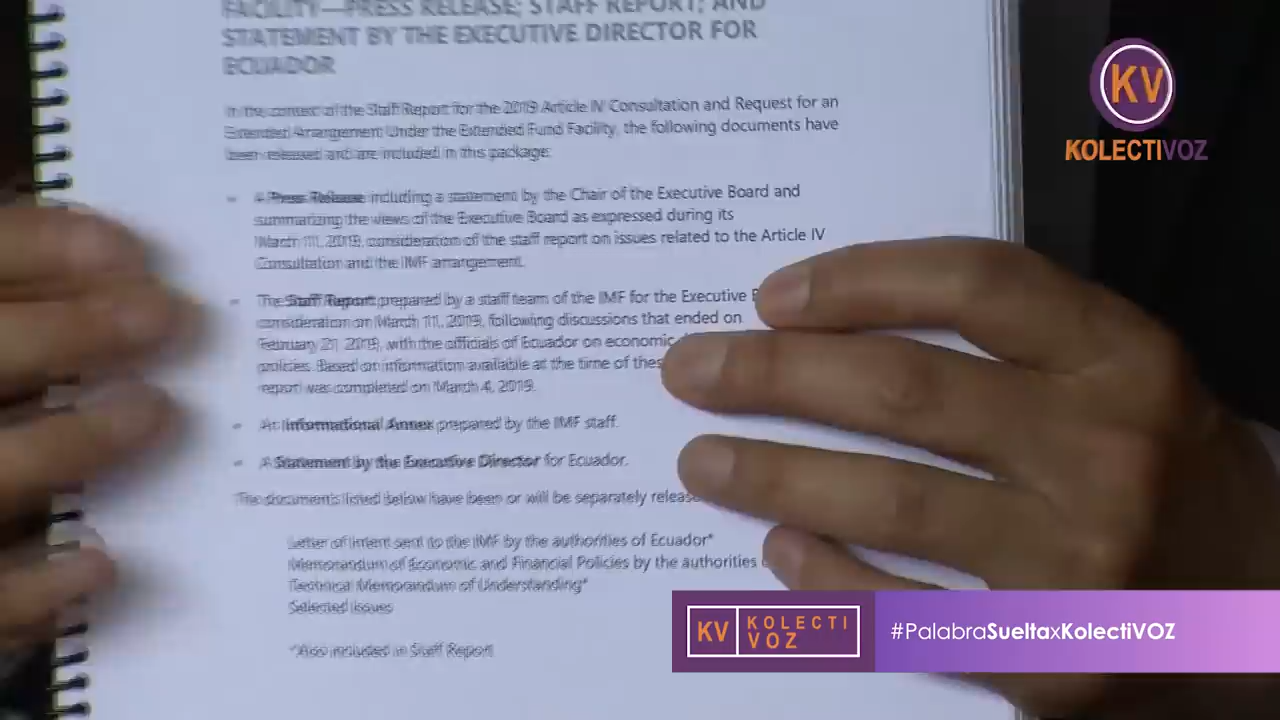 FACILITY—PRESS RELEASE; STAFF REPORT; AND
STATEMENT BY THE EXECUTIVE DIRECTOR FOR
ECUADOR
In the context of the Staff Report for the 2019 Article IV Consultation and Request for an
Extended Arrangement Under the Extended Fund Facility, the following documents have
been released and are included in this package:
• A Press Release including a statement by the Chair of the Executive Board and
summarizing the views of the Executive Board as expressed during its
March 11, 2019, consideration of the staff report on issues related to the Article IV
Consultation and the IMF arrangement.
• The Staff Report prepared by a staff team of the IMF for the Executive
consideration on March 11, 2019, following discussions that ended on
February 21, 2019, with the officials of Ecuador on economic
policies. Based on information available at the time of
report was completed on March 4, 2019.
• An Informational Annex prepared by the IMF staff.
• A Statement by the Executive Director for Ecuador.
The documents listed below have been or will be separately
Letter of Intent sent to the IMF by the authorities of Ecuador*
Memorandum of Economic and Financial Policies by the authorities
Technical Memorandum of Understanding*
Selected Issues
*Also included in Staff Report
KV
KOLECTIVOZ
KV KOLECTI
VOZ
#PalabraSueltaxKolectiVOZ